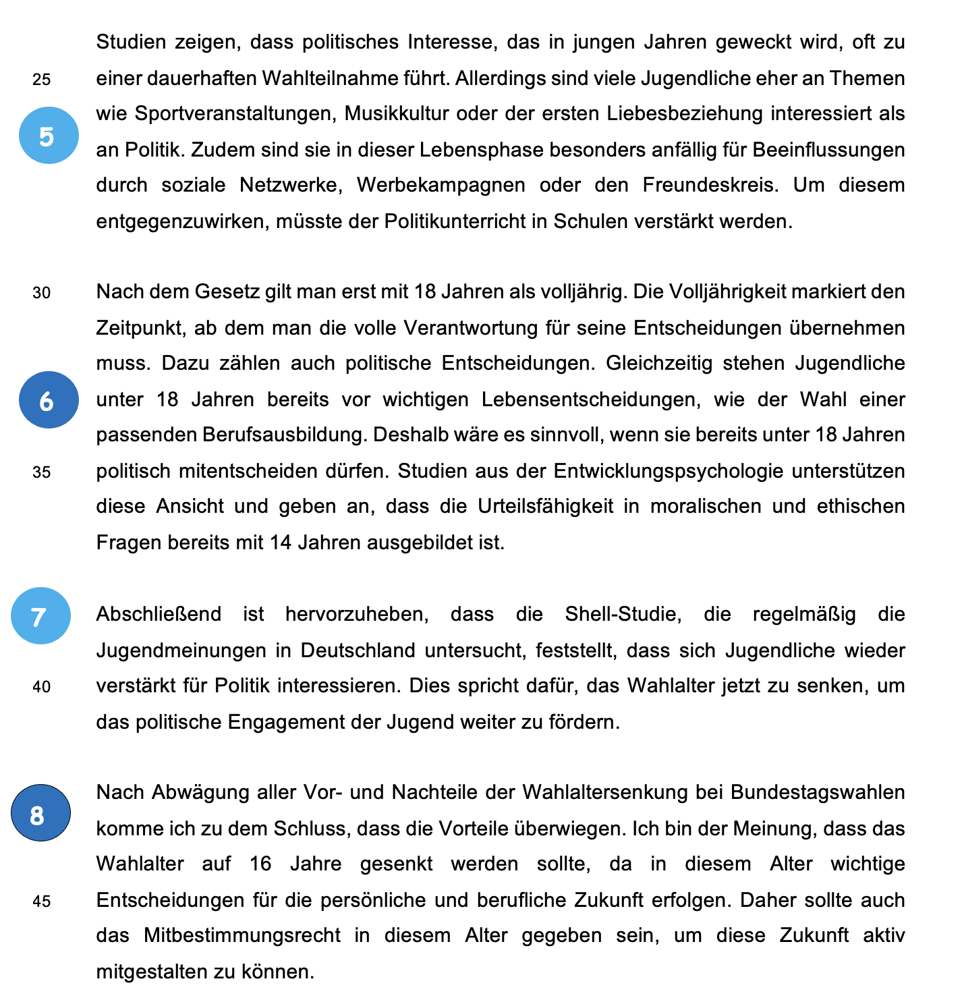 Studien zeigen, dass politisches Interesse, das in jungen Jahren geweckt wird, oft zu
25 einer dauerhaften Wahlteilnahme führt. Allerdings sind viele Jugendliche eher an Themen
wie Sportveranstaltungen, Musikkultur oder der ersten Liebesbeziehung interessiert als
5 an Politik. Zudem sind sie in dieser Lebensphase besonders anfällig für Beeinflussungen
durch soziale Netzwerke, Werbekampagnen oder den Freundeskreis. Um diesem
entgegenzuwirken, müsste der Politikunterricht in Schulen verstärkt werden.
30 Nach dem Gesetz gilt man erst mit 18 Jahren als volljährig. Die Volljährigkeit markiert den
Zeitpunkt, ab dem man die volle Verantwortung für seine Entscheidungen übernehmen
muss. Dazu zählen auch politische Entscheidungen. Gleichzeitig stehen Jugendliche
6 unter 18 Jahren bereits vor wichtigen Lebensentscheidungen, wie der Wahl einer
passenden Berufsausbildung. Deshalb wäre es sinnvoll, wenn sie bereits unter 18 Jahren
35 politisch mitentscheiden dürfen. Studien aus der Entwicklungspsychologie unterstützen
diese Ansicht und geben an, dass die Urteilsfähigkeit in moralischen und ethischen
Fragen bereits mit 14 Jahren ausgebildet ist.
7 Abschließend ist hervorzuheben, dass die Shell-Studie, die regelmäßig die
Jugendmeinungen in Deutschland untersucht, feststellt, dass sich Jugendliche wieder
40 verstärkt für Politik interessieren. Dies spricht dafür, das Wahlalter jetzt zu senken, um
das politische Engagement der Jugend weiter zu fördern.
Nach Abwägung aller Vor- und Nachteile der Wahlaltersenkung bei Bundestagswahlen
8 komme ich zu dem Schluss, dass die Vorteile überwiegen. Ich bin der Meinung, dass das
Wahlalter auf 16 Jahre gesenkt werden sollte, da in diesem Alter wichtige
45 Entscheidungen für die persönliche und berufliche Zukunft erfolgen. Daher sollte auch
das Mitbestimmungsrecht in diesem Alter gegeben sein, um diese Zukunft aktiv
mitgestalten zu können.